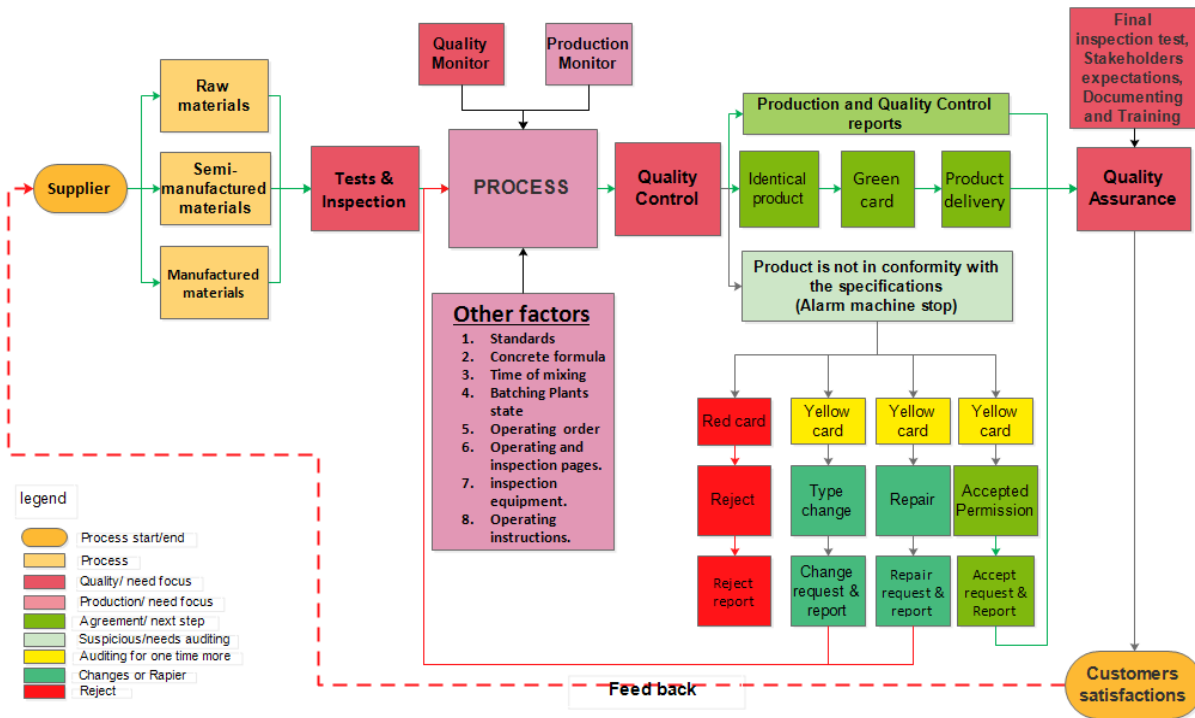 Quality
Monitor
Production
Monitor
Final
inspection test,
Stakeholders
expectations,
Documenting
and Training
Raw
materials
Semi-
manufactured
materials
Manufactured
materials
Supplier
Tests &
Inspection
PROCESS
Quality
Control
Production and Quality Control
reports
Identical
product
Green
card
Product
delivery
Quality
Assurance
Product is not in conformity with
the specifications
(Alarm machine stop)
Other factors
1. Standards
2. Concrete formula
3. Time of mixing
4. Batching Plants
state
5. Operating order
6. Operating and
inspection pages.
7. inspection
equipment.
8. Operating
instructions.
Red card
Yellow
card
Yellow
card
Yellow
card
Reject
Type
change
Repair
Accepted
Permission
Reject
report
Change
request &
report
Repair
request &
report
Accept
request &
Report
legend
Process start/end
Process
Quality/ need focus
Production/ need focus
Agreement/ next step
Suspicious/needs auditing
Auditing for one time more
Changes or Rapier
Reject
Feed back
Customers
satisfactions